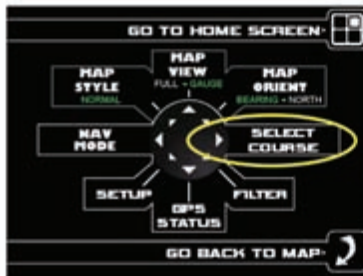 GO TO HOME SCREEN
MAP
VIEW
FULL • GAUGE
MAP
STYLE
NORMAL
MAP
ORIENT
BEARING • NORTH
NAV
MODE
SELECT
COURSE
SETUP
GPS
STATUS
FILTER
GO BACK TO MAP